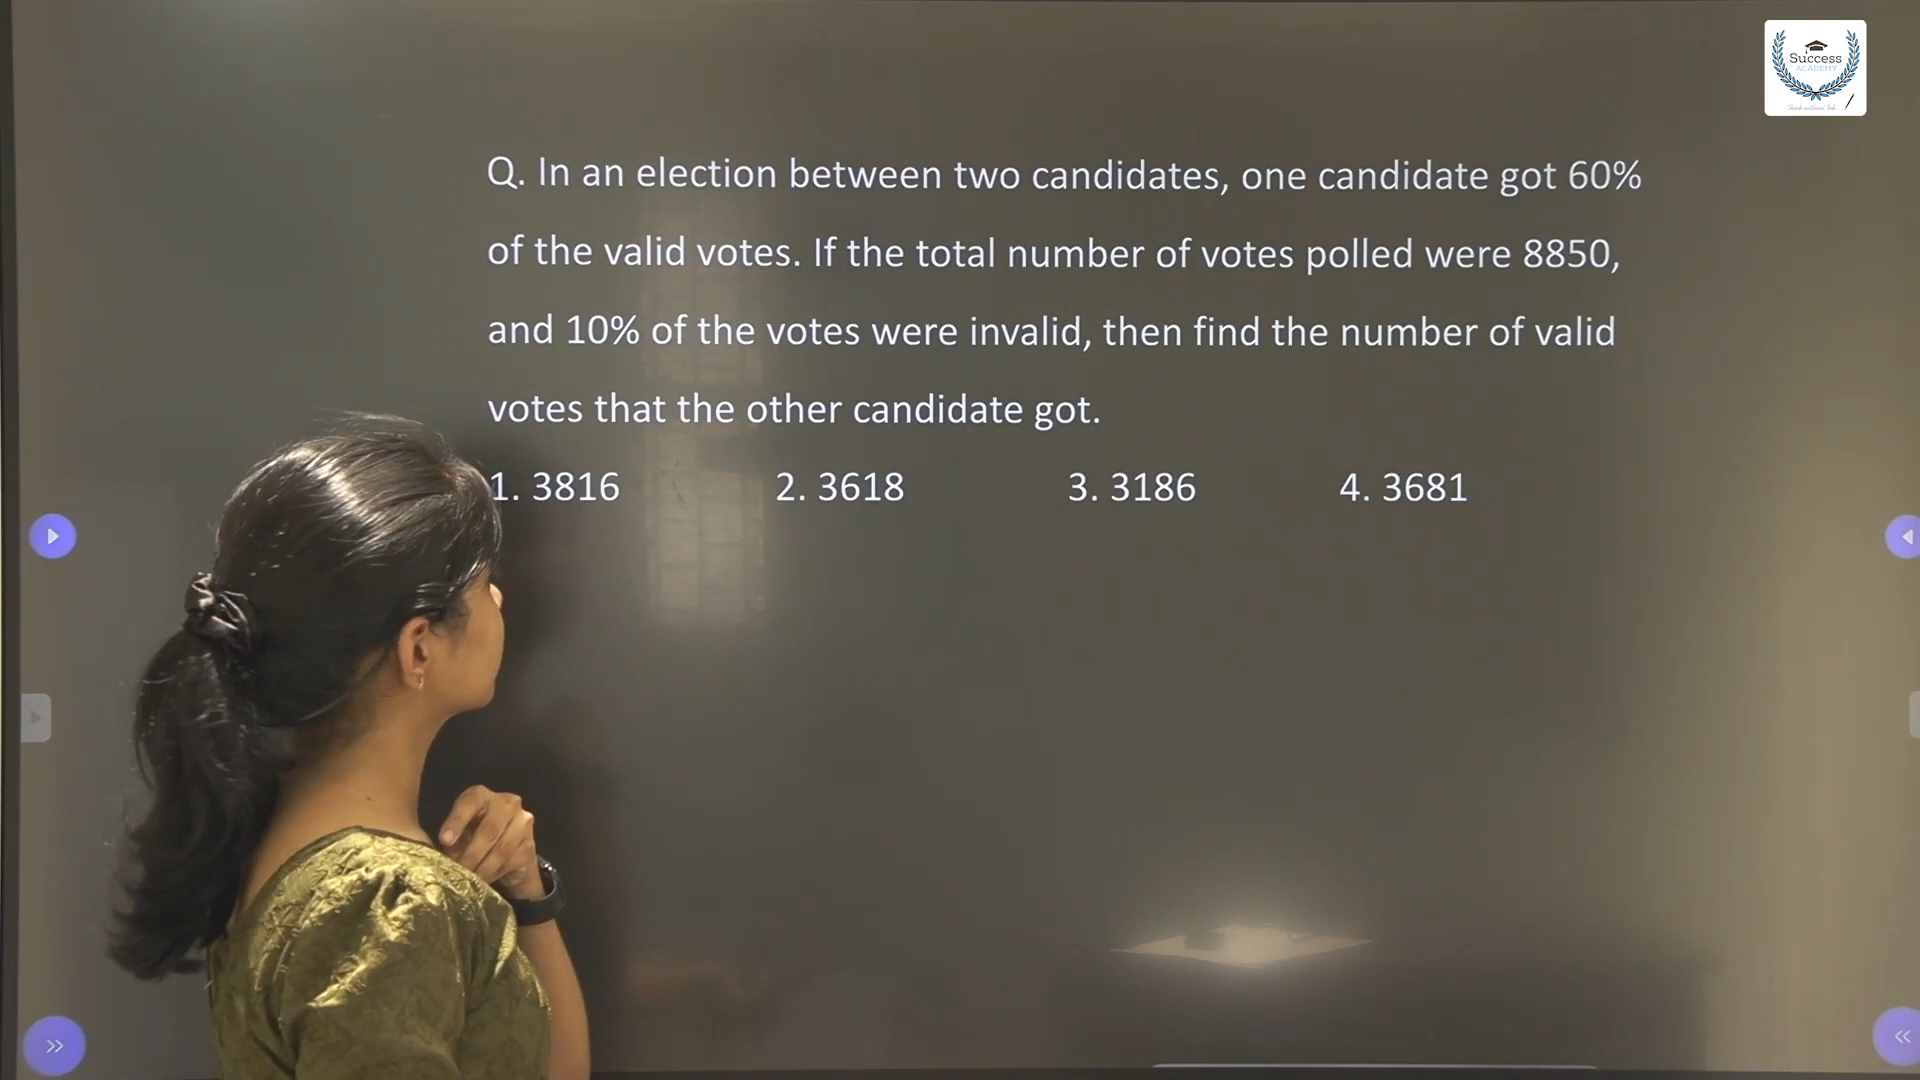 Success
ACADEMY
Q. In an election between two candidates, one candidate got 60%
of the valid votes. If the total number of votes polled were 8850,
and 10% of the votes were invalid, then find the number of valid
votes that the other candidate got.
1. 3816 2. 3618 3. 3186 4. 3681